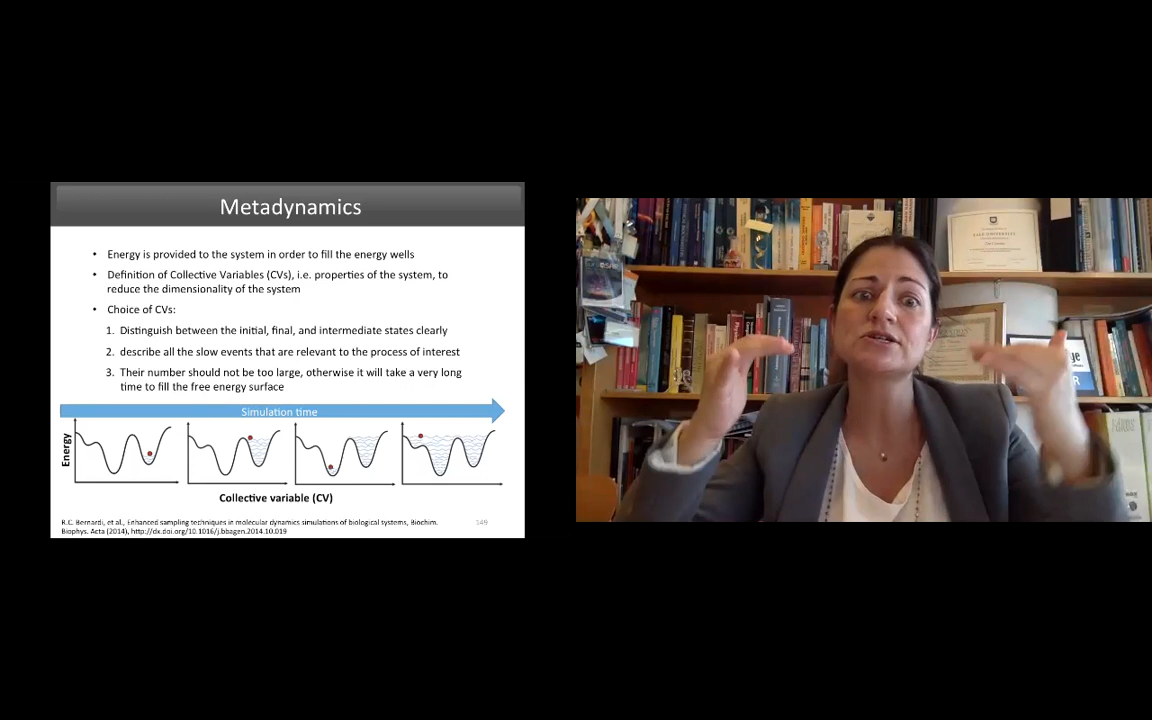 Metadynamics
• Energy is provided to the system in order to fill the energy wells
• Definition of Collective Variables (CVs), i.e. properties of the system, to
reduce the dimensionality of the system
• Choice of CVs:
1. Distinguish between the initial, final, and intermediate states clearly
2. describe all the slow events that are relevant to the process of interest
3. Their number should not be too large, otherwise it will take a very long
time to fill the free energy surface
Simulation time
Energy
Collective variable (CV)
R.C. Bernardi, et al., Enhanced sampling techniques in molecular dynamics simulations of biological systems, Biochim.
Biophys. Acta (2014), http://dx.doi.org/10.1016/j.bbagen.2014.10.019
149